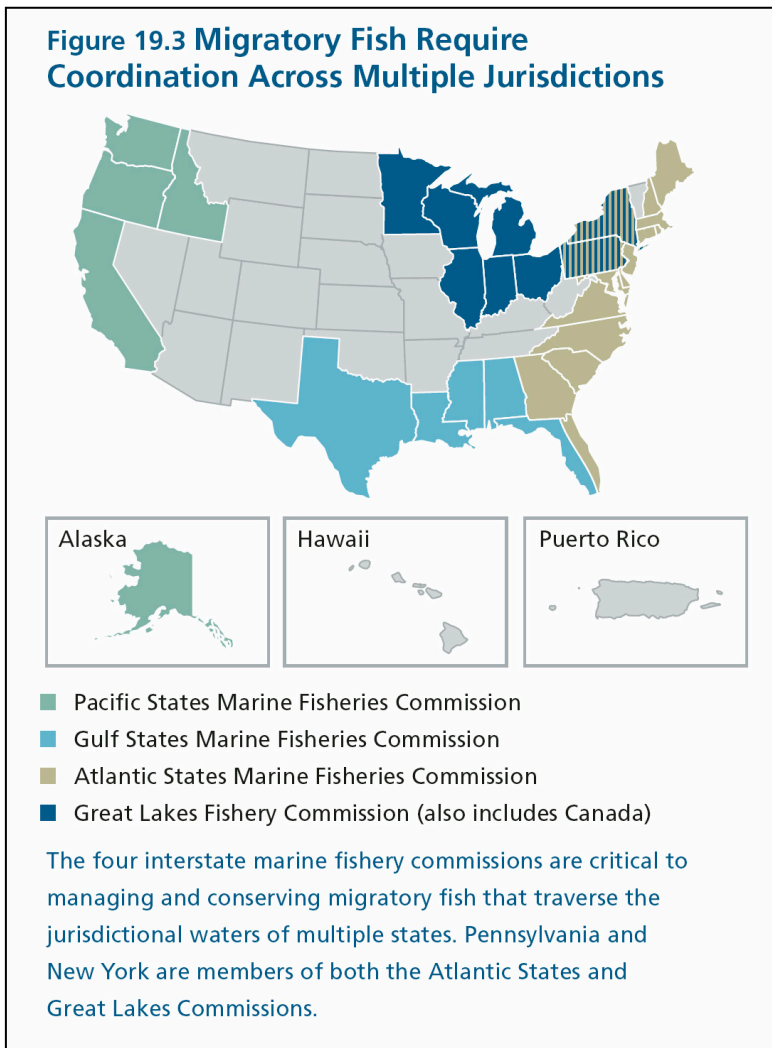 Figure 19.3 Migratory Fish Require
Coordination Across Multiple Jurisdictions
Alaska
Hawaii
Puerto Rico
Pacific States Marine Fisheries Commission
Gulf States Marine Fisheries Commission
Atlantic States Marine Fisheries Commission
Great Lakes Fishery Commission (also includes Canada)
The four interstate marine fishery commissions are critical to
managing and conserving migratory fish that traverse the
jurisdictional waters of multiple states. Pennsylvania and
New York are members of both the Atlantic States and
Great Lakes Commissions.